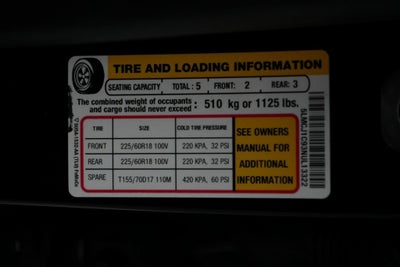 TIRE AND LOADING INFORMATION
SEATING CAPACITY TOTAL : 5 FRONT: 2 REAR: 3
The combined weight of occupants
and cargo should never exceed : 510 kg or 1125 lbs.
TIRE SIZE COLD TIRE PRESSURE
FRONT 225/60R18 100V 220 KPA, 32 PSI
REAR 225/60R18 100V 220 KPA, 32 PSI
SPARE T155/70D17 110M 420 KPA, 60 PSI
SEE OWNERS
MANUAL FOR
ADDITIONAL
INFORMATION
5LMCJ1C93NUL13322